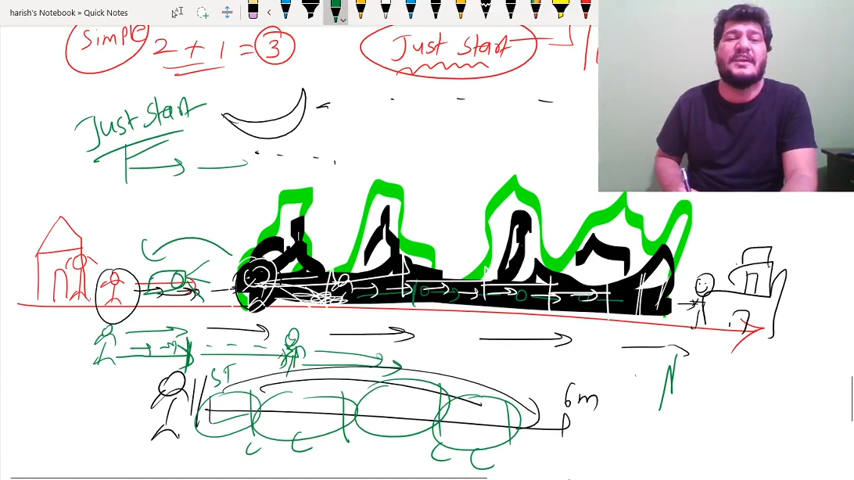 harish's Notebook » Quick Notes
Simple 2 + 1 = 3
Just start
Just start
ST
6m